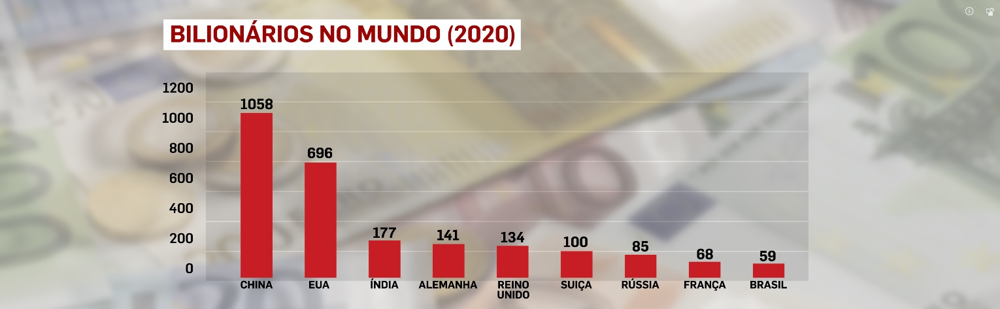 BILIONÁRIOS NO MUNDO (2020)
1200
1000
800
600
400
200
0
1058
696
177
141
134
100
85
68
59
CHINA
EUA
ÍNDIA
ALEMANHA
REINO
UNIDO
SUIÇA
RÚSSIA
FRANÇA
BRASIL